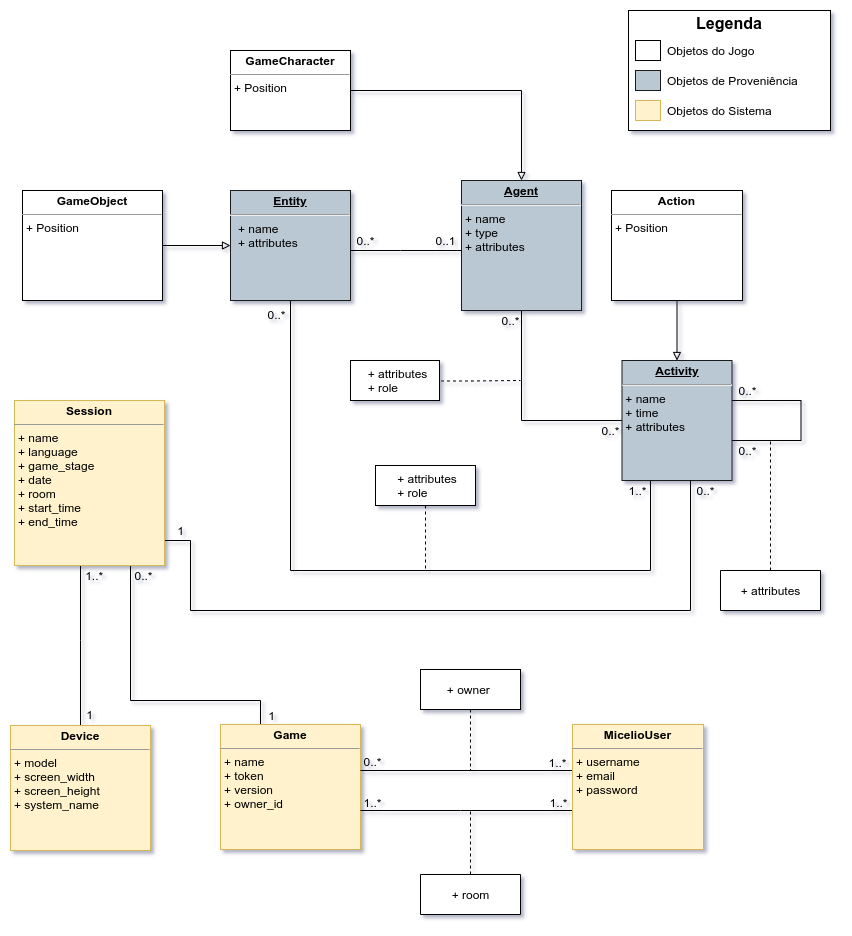 Legenda
Objetos do Jogo
Objetos de Proveniência
Objetos do Sistema
GameCharacter
+ Position
GameObject
+ Position
Entity
+ name
+ attributes
0..*
0..1
Agent
+ name
+ type
+ attributes
Action
+ Position
0..*
0..*
+ attributes
+ role
0..*
Activity
+ name
+ time
+ attributes
0..*
0..*
1..*
0..*
+ attributes
+ role
+ attributes
Session
+ name
+ language
+ game_stage
+ date
+ room
+ start_time
+ end_time
1
1..*
0..*
1
1
Device
+ model
+ screen_width
+ screen_height
+ system_name
Game
+ name
+ token
+ version
+ owner_id
+ owner
0..*
1..*
1..*
1..*
MicelioUser
+ username
+ email
+ password
+ room